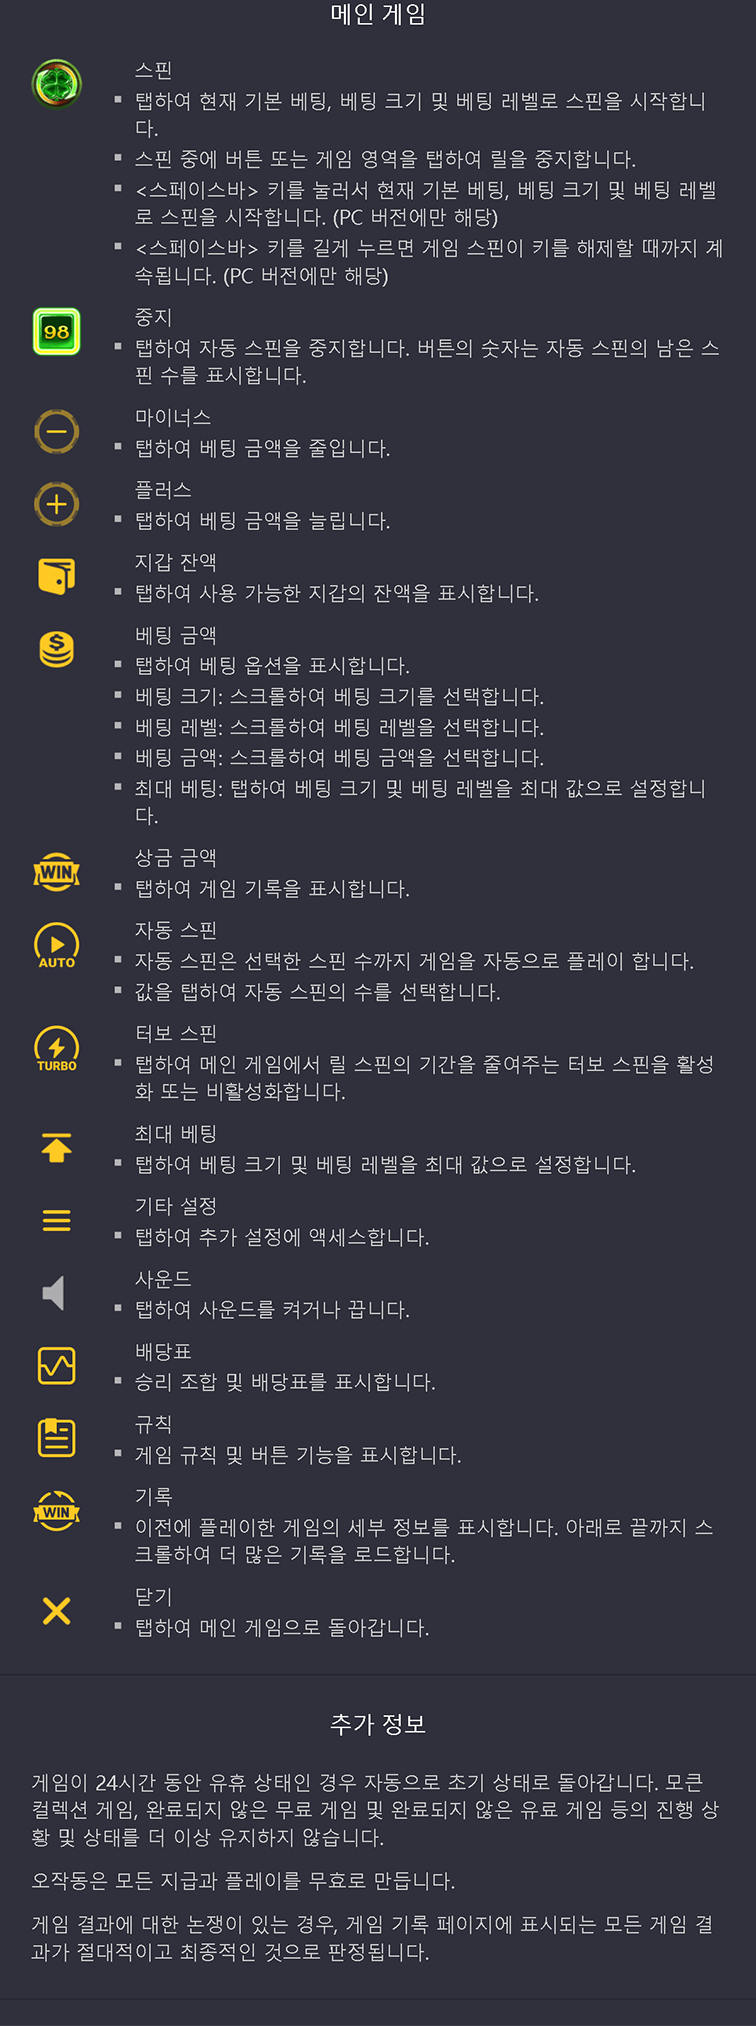 메인 게임
스핀
▪ 탭하여 현재 기본 베팅, 베팅 크기 및 베팅 레벨로 스핀을 시작합니
다.
▪ 스핀 중에 버튼 또는 게임 영역을 탭하여 릴을 중지합니다.
▪ <스페이스바> 키를 눌러서 현재 기본 베팅, 베팅 크기 및 베팅 레벨
로 스핀을 시작합니다. (PC 버전에만 해당)
▪ <스페이스바> 키를 길게 누르면 게임 스핀이 키를 해제할 때까지 계
속됩니다. (PC 버전에만 해당)
98
중지
▪ 탭하여 자동 스핀을 중지합니다. 버튼의 숫자는 자동 스핀의 남은 스
핀 수를 표시합니다.
마이너스
▪ 탭하여 베팅 금액을 줄입니다.
플러스
▪ 탭하여 베팅 금액을 늘립니다.
지갑 잔액
▪ 탭하여 사용 가능한 지갑의 잔액을 표시합니다.
$
베팅 금액
▪ 탭하여 베팅 옵션을 표시합니다.
▪ 베팅 크기: 스크롤하여 베팅 크기를 선택합니다.
▪ 베팅 레벨: 스크롤하여 베팅 레벨을 선택합니다.
▪ 베팅 금액: 스크롤하여 베팅 금액을 선택합니다.
▪ 최대 베팅: 탭하여 베팅 크기 및 베팅 레벨을 최대 값으로 설정합니
다.
WIN
상금 금액
▪ 탭하여 게임 기록을 표시합니다.
AUTO
자동 스핀
▪ 자동 스핀은 선택한 스핀 수까지 게임을 자동으로 플레이 합니다.
▪ 값을 탭하여 자동 스핀의 수를 선택합니다.
TURBO
터보 스핀
▪ 탭하여 메인 게임에서 릴 스핀의 기간을 줄여주는 터보 스핀을 활성
화 또는 비활성화합니다.
최대 베팅
▪ 탭하여 베팅 크기 및 베팅 레벨을 최대 값으로 설정합니다.
기타 설정
▪ 탭하여 추가 설정에 액세스합니다.
사운드
▪ 탭하여 사운드를 켜거나 끕니다.
배당표
▪ 승리 조합 및 배당표를 표시합니다.
규칙
▪ 게임 규칙 및 버튼 기능을 표시합니다.
WIN
기록
▪ 이전에 플레이한 게임의 세부 정보를 표시합니다. 아래로 끝까지 스
크롤하여 더 많은 기록을 로드합니다.
닫기
▪ 탭하여 메인 게임으로 돌아갑니다.
추가 정보
게임이 24시간 동안 유휴 상태인 경우 자동으로 초기 상태로 돌아갑니다. 모큰
컬렉션 게임, 완료되지 않은 무료 게임 및 완료되지 않은 유료 게임 등의 진행 상
황 및 상태를 더 이상 유지하지 않습니다.
오작동은 모든 지급과 플레이를 무효로 만듭니다.
게임 결과에 대한 논쟁이 있는 경우, 게임 기록 페이지에 표시되는 모든 게임 결
과가 절대적이고 최종적인 것으로 판정됩니다.